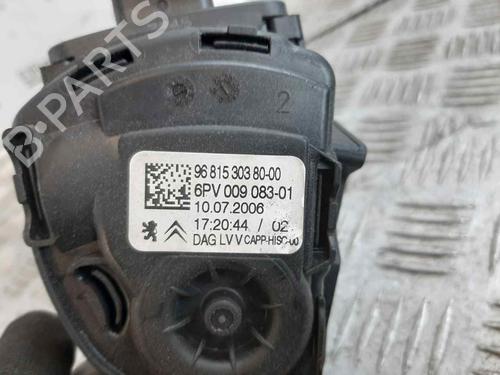 B-PARTS
2
96 815 303 80-00
6PV 009 083-01
10.07.2006
17:20:44 / 02
DAG LV V CAPP-HISC-00